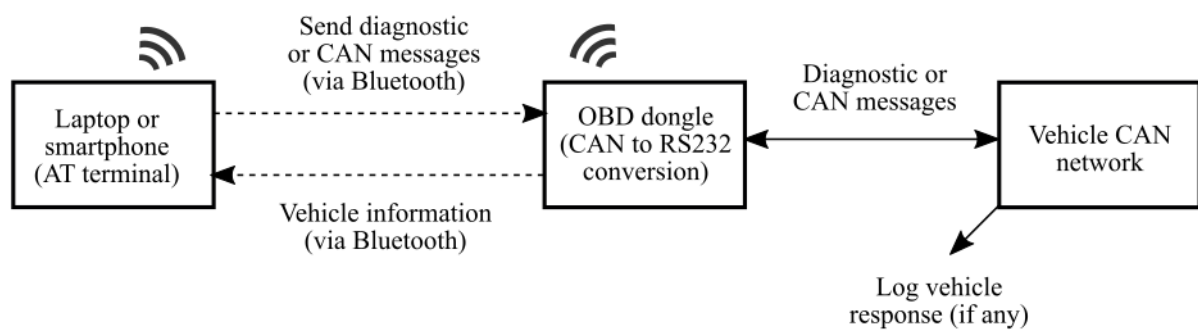 Send diagnostic
or CAN messages
(via Bluetooth)
Laptop or
smartphone
(AT terminal)
Vehicle information
(via Bluetooth)
OBD dongle
(CAN to RS232
conversion)
Diagnostic or
CAN messages
Vehicle CAN
network
Log vehicle
response (if any)